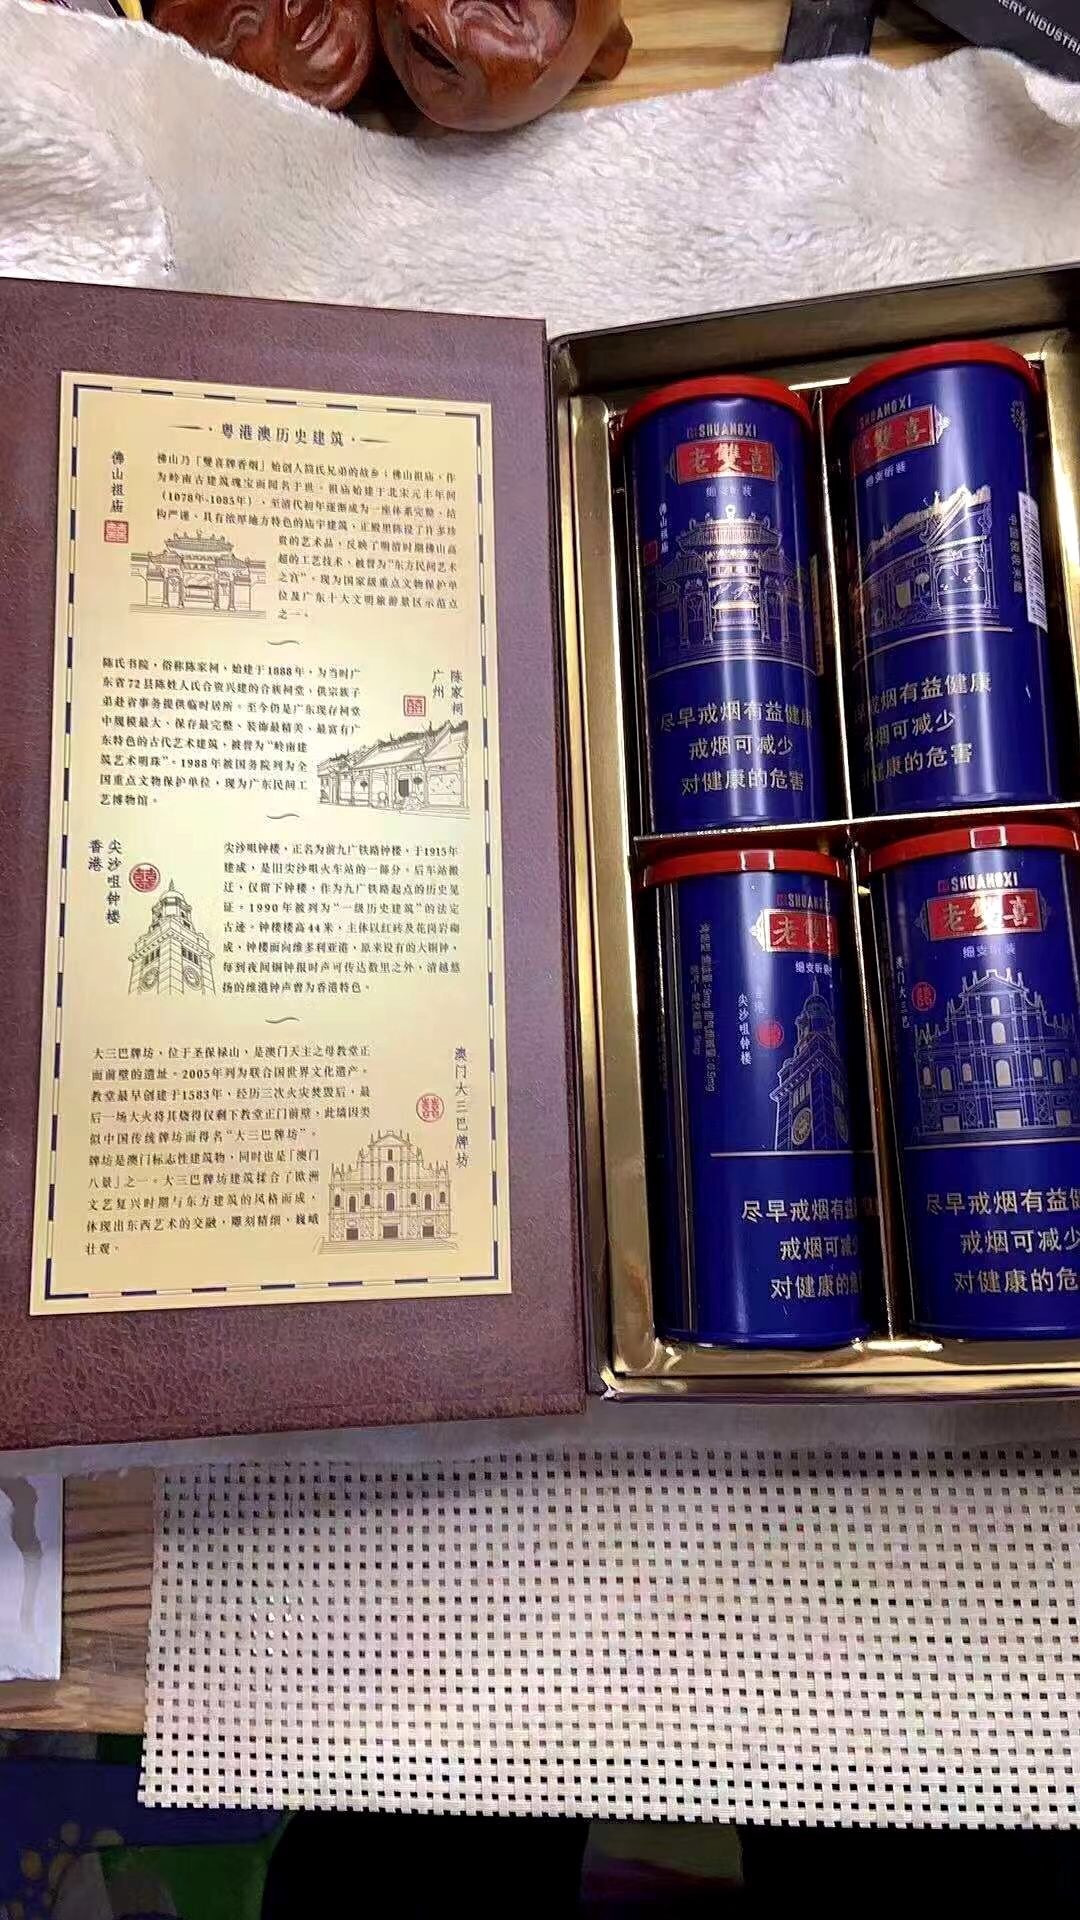 NERY INDUSTRI
粤港澳历史建筑
佛山祖庙
佛山乃「雙喜牌香烟」始创人简氏兄弟的故乡；佛山祖庙，作
为岭南古建筑瑰宝而闻名于世。祖庙始建于北宋元丰年间
（1078年-1085年），至清代初年逐渐成为一座体系完整、结
构严谨、具有浓厚地方特色的庙宇建筑。正殿里陈设了许多珍
贵的艺术品，反映了明清时期佛山高
超的工艺技术，被誉为“东方民间艺术
之宫”。现为国家级重点文物保护单
位及广东十大文明旅游景区示范点
之一。
陈家祠
广州
陈氏书院，俗称陈家祠，始建于1888年，为当时广
东省72县陈姓人氏合资兴建的合族祠堂，供宗族子
弟赴省事务提供临时居所。至今仍是广东现存祠堂
中规模最大、保存最完整、装饰最精美、最富有广
东特色的古代艺术建筑，被誉为“岭南建
筑艺术明珠”。1988年被国务院列为全
国重点文物保护单位，现为广东民间工
艺博物馆。
尖沙咀钟楼
香港
尖沙咀钟楼，正名为前九广铁路钟楼，于1915年
建成，是旧尖沙咀火车站的一部分。后车站搬
迁，仅留下钟楼，作为九广铁路起点的历史见
证。1990年被列为“一级历史建筑”的法定
古迹。钟楼楼高44米，主体以红砖及花岗岩砌
成，钟楼面向维多利亚港，原来设有的大铜钟，
每到夜间铜钟报时声可传达数里之外，清越悠
扬的维港钟声曾为香港特色。
澳门大三巴牌坊
大三巴牌坊，位于圣保禄山，是澳门天主之母教堂正
面前壁的遗址。2005年列为联合国世界文化遗产。
教堂最早创建于1583年，经历三次火灾焚毁后，最
后一场大火将其烧得仅剩下教堂正门前壁，此墙因类
似中国传统牌坊而得名“大三巴牌坊”。
牌坊是澳门标志性建筑物，同时也是「澳门
八景」之一。大三巴牌坊建筑揉合了欧洲
文艺复兴时期与东方建筑的风格而成，
体现出东西艺术的交融，雕刻精细，巍峨
壮观。
SHUANGXI
老雙喜
细支听装
佛山祖庙
尽早戒烟有益健康
戒烟可减少
对健康的危害
SHUANGXI
雙喜
细支听装
戒烟有益健康
烟可减少
健康的危害
SHUANGXI
老雙
细支听装
尖沙咀钟楼
尽早戒烟有益
戒烟可减
对健康的危
SHUANGXI
老雙喜
细支听装
澳门大三巴
尽早戒烟有益健
戒烟可减少
对健康的危